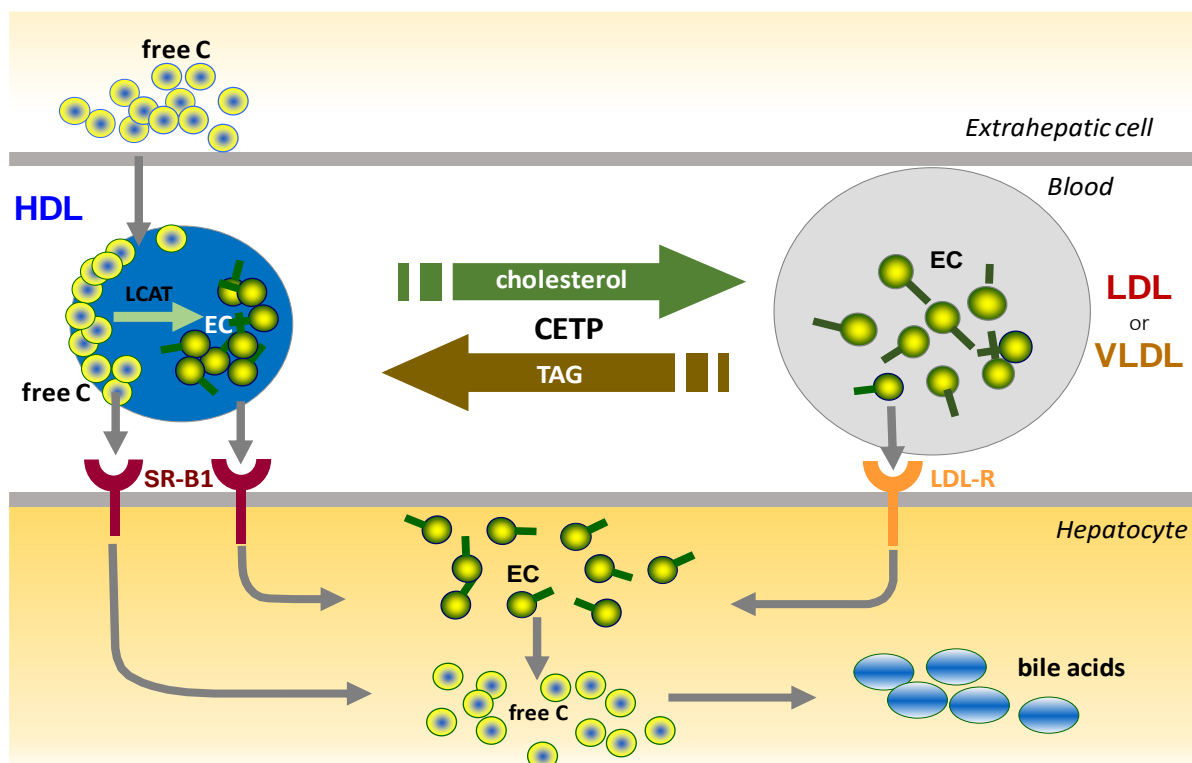 free C
Extrahepatic cell
Blood
HDL
EC
cholesterol
LCAT
EC
LDL
or
VLDL
CETP
TAG
free C
SR-B1
LDL-R
Hepatocyte
EC
bile acids
free C